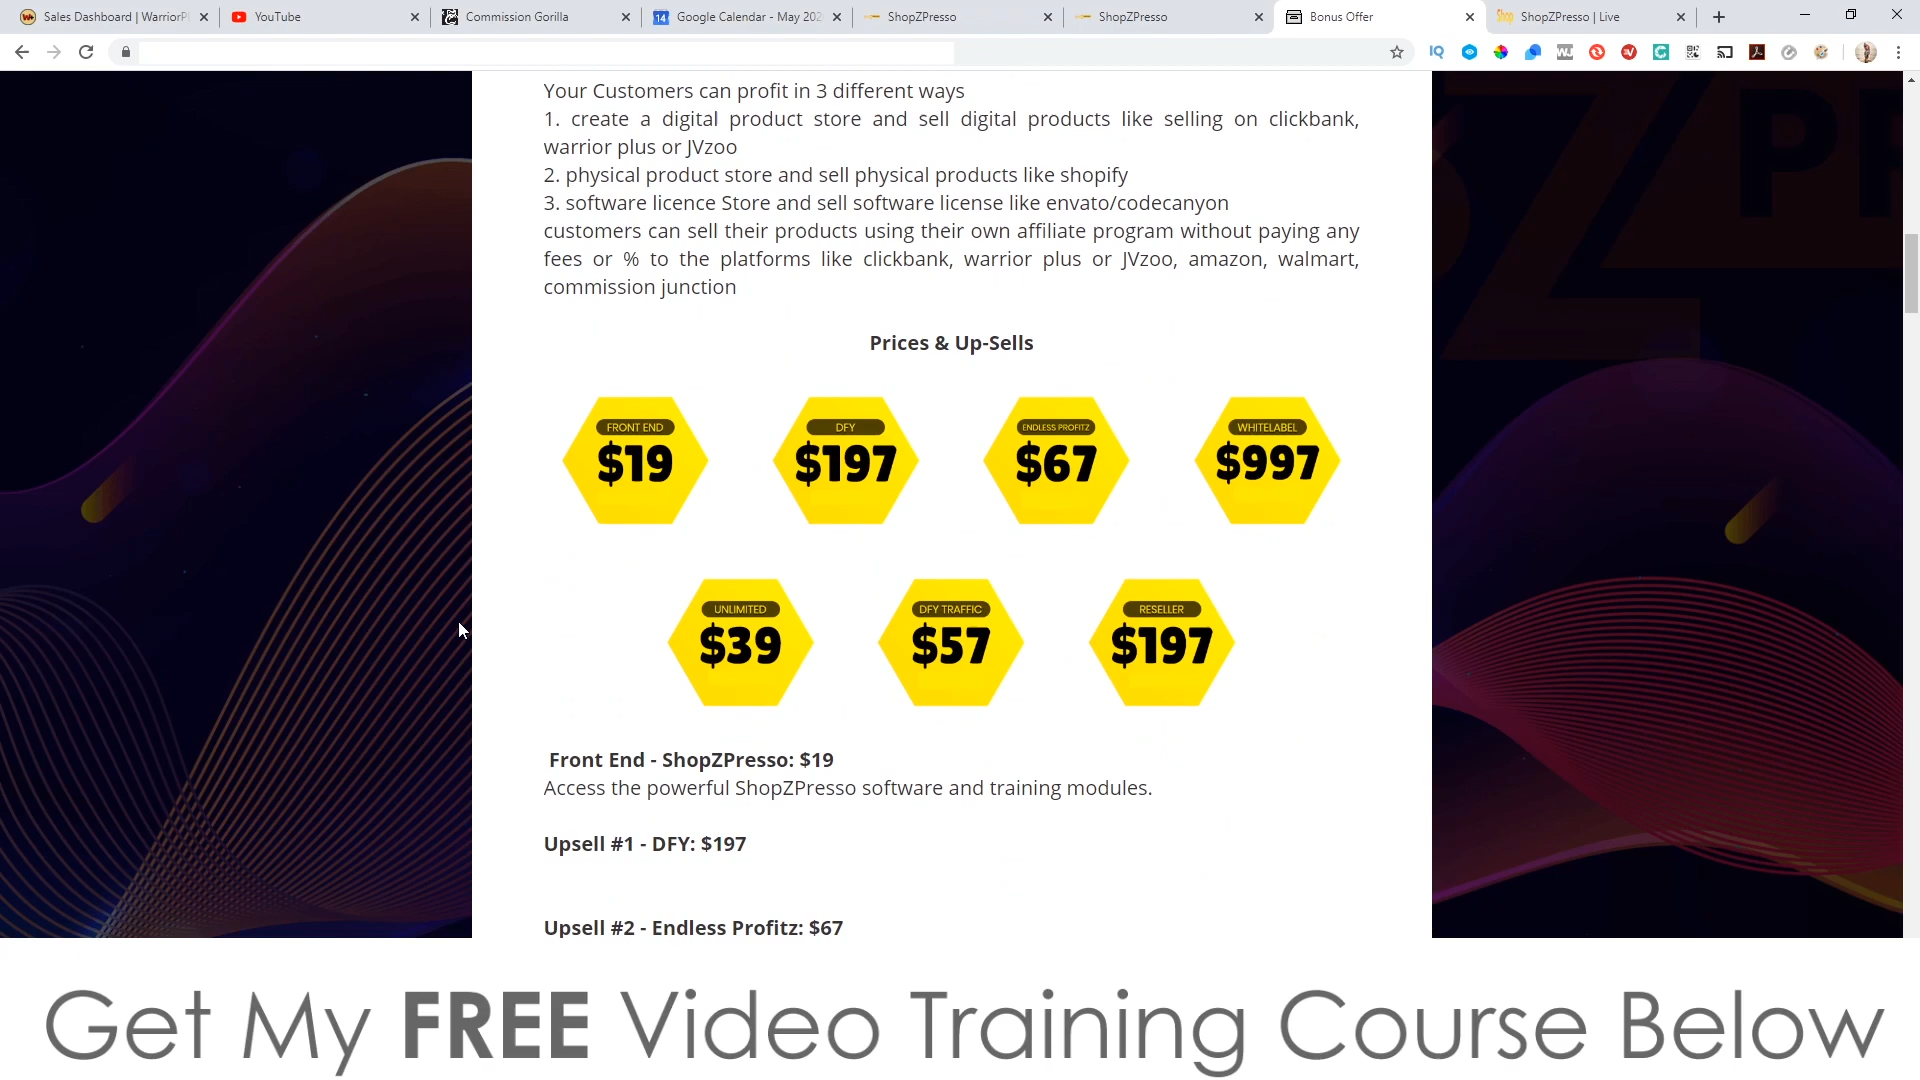 Sales Dashboard | WarriorPl
YouTube
Commission Gorilla
Google Calendar - May 202
ShopZPresso
ShopZPresso
Bonus Offer
ShopZPresso | Live
Your Customers can profit in 3 different ways
1. create a digital product store and sell digital products like selling on clickbank,
warrior plus or JVzoo
2. physical product store and sell physical products like shopify
3. software licence Store and sell software license like envato/codecanyon
customers can sell their products using their own affiliate program without paying any
fees or % to the platforms like clickbank, warrior plus or JVzoo, amazon, walmart,
commission junction
Prices & Up-Sells
FRONT END
$19
DFY
$197
ENDLESS PROFITZ
$67
WHITELABEL
$997
UNLIMITED
$39
DFY TRAFFIC
$57
RESELLER
$197
Front End - ShopZPresso: $19
Access the powerful ShopZPresso software and training modules.
Upsell #1 - DFY: $197
Upsell #2 - Endless Profitz: $67
Get My FREE Video Training Course Below